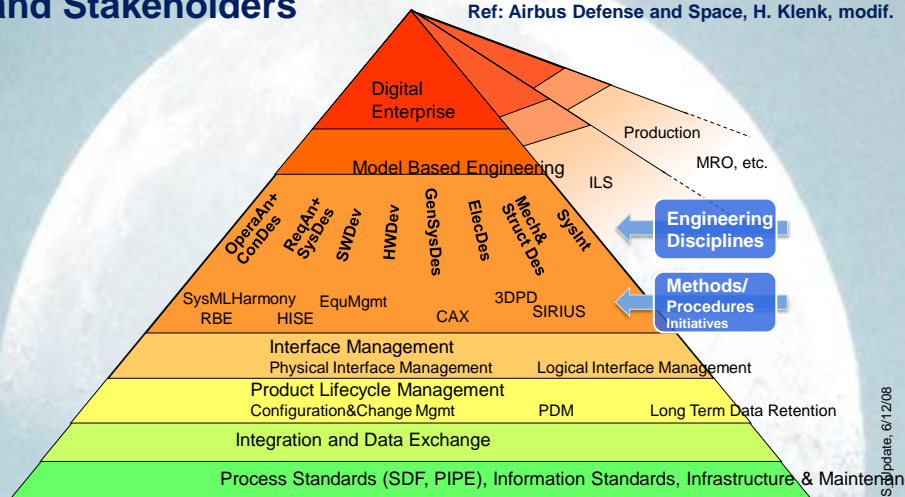 and Stakeholders
Ref: Airbus Defense and Space, H. Klenk, modif.
Digital
Enterprise
Production
MRO, etc.
Model Based Engineering
ILS
OperaAn+
ConDes
ReqAn+
SysDes
SWDev
HWDev
GenSysDes
ElecDes
Mech&
Struct Des
SysInt
Engineering
Disciplines
Methods/
Procedures
Initiatives
SysMLHarmony
EquMgmt
3DPD
RBE
HISE
CAX
SIRIUS
Interface Management
Physical Interface Management
Logical Interface Management
Product Lifecycle Management
Configuration&Change Mgmt
PDM
Long Term Data Retention
Integration and Data Exchange
Process Standards (SDF, PIPE), Information Standards, Infrastructure & Maintenan
Update, 6/12/08